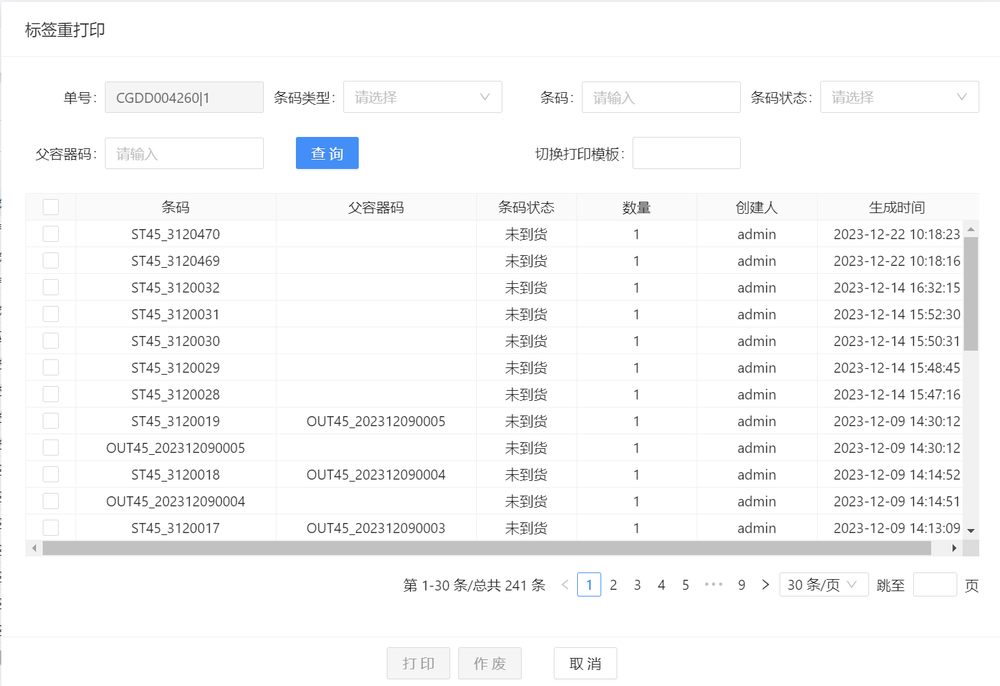 标签重打印
单号： CGDD004260|1 条码类型： 请选择 条码： 请输入 条码状态： 请选择
父容器码： 请输入 查 询 切换打印模板：
条码 父容器码 条码状态 数量 创建人 生成时间
ST45_3120470 未到货 1 admin 2023-12-22 10:18:23
ST45_3120469 未到货 1 admin 2023-12-22 10:18:16
ST45_3120032 未到货 1 admin 2023-12-14 16:32:15
ST45_3120031 未到货 1 admin 2023-12-14 15:52:30
ST45_3120030 未到货 1 admin 2023-12-14 15:50:31
ST45_3120029 未到货 1 admin 2023-12-14 15:48:45
ST45_3120028 未到货 1 admin 2023-12-14 15:47:16
ST45_3120019 OUT45_202312090005 未到货 1 admin 2023-12-09 14:30:12
OUT45_202312090005 未到货 1 admin 2023-12-09 14:30:12
ST45_3120018 OUT45_202312090004 未到货 1 admin 2023-12-09 14:14:52
OUT45_202312090004 未到货 1 admin 2023-12-09 14:14:51
ST45_3120017 OUT45_202312090003 未到货 1 admin 2023-12-09 14:13:09
第 1-30 条/总共 241 条 < 1 2 3 4 5 ••• 9 > 30 条/页 跳至 页
打 印 作 废 取 消